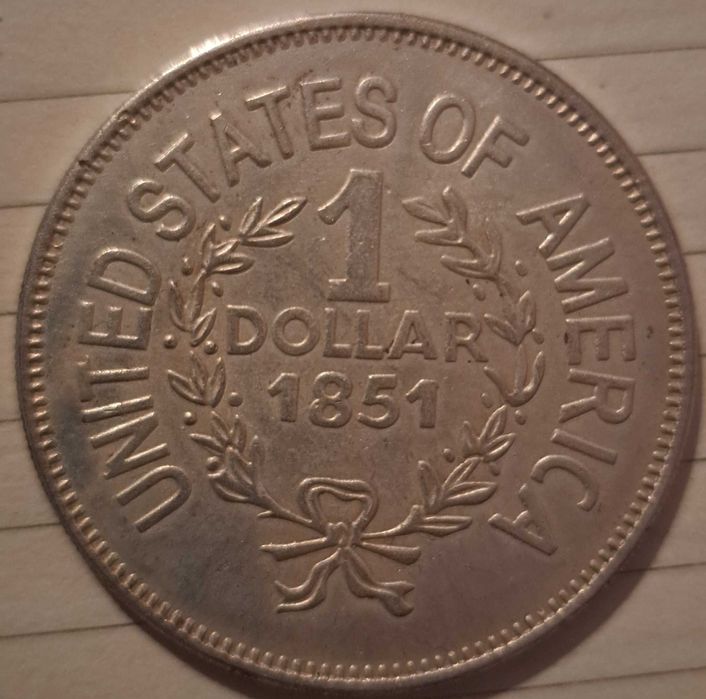 UNITED STATES OF AMERICA
1
DOLLAR
1851